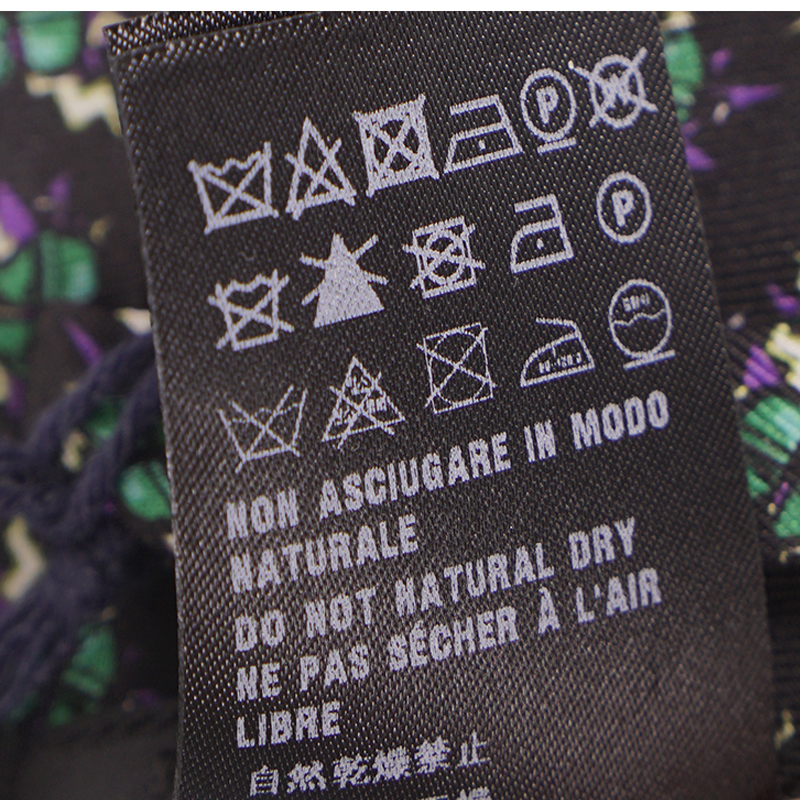 P W
P
NON ASCIUGARE IN MODO
NATURALE
DO NOT NATURAL DRY
NE PAS SÉCHER À L'AIR
LIBRE
自然乾燥禁止